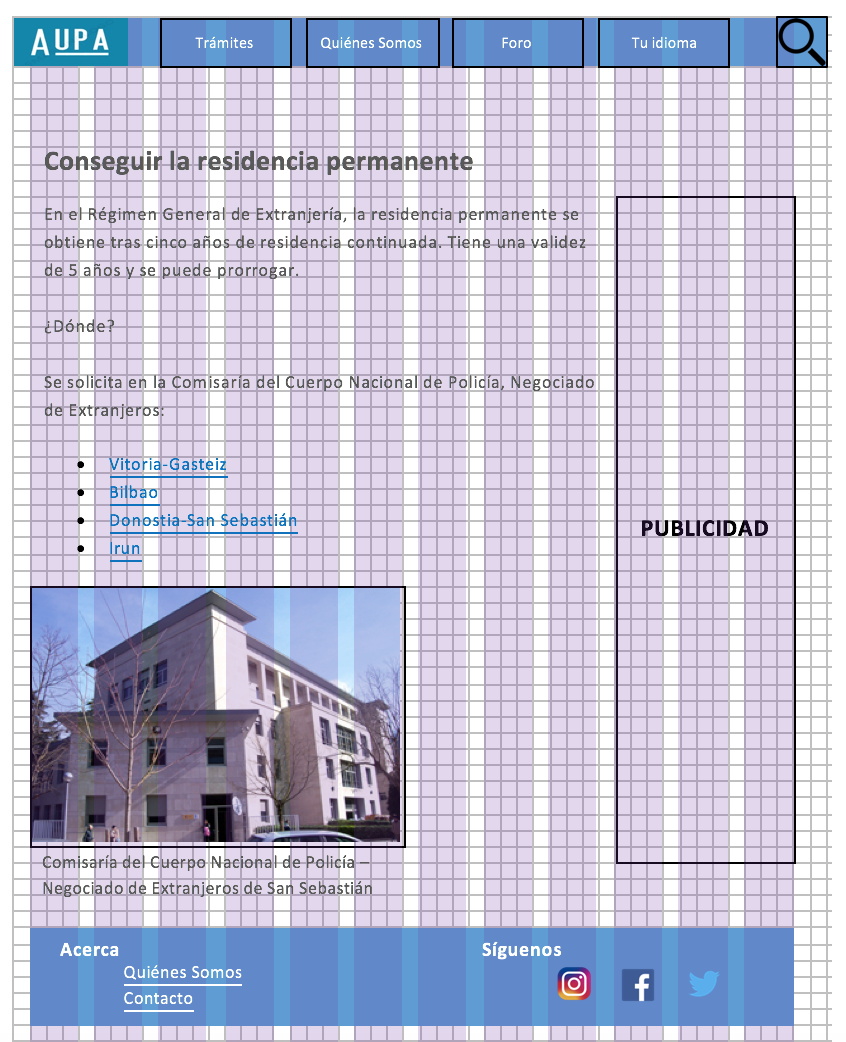 AUPA
Trámites
Quiénes Somos
Foro
Tu idioma
Conseguir la residencia permanente
En el Régimen General de Extranjería, la residencia permanente se
obtiene tras cinco años de residencia continuada. Tiene una validez
de 5 años y se puede prorrogar.
¿Dónde?
Se solicita en la Comisaría del Cuerpo Nacional de Policía, Negociado
de Extranjeros:
Vitoria-Gasteiz
Bilbao
Donostia-San Sebastián
Irun
PUBLICIDAD
Comisaría del Cuerpo Nacional de Policía –
Negociado de Extranjeros de San Sebastián
Acerca
Quiénes Somos
Contacto
Síguenos